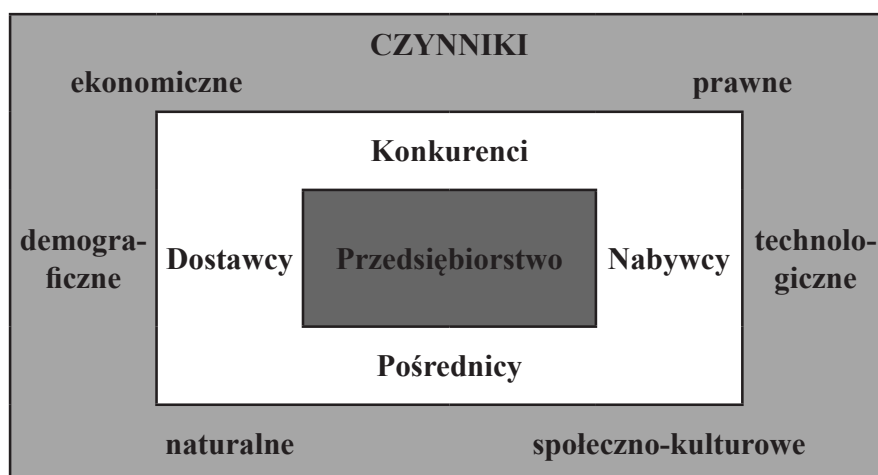 CZYNNIKI
ekonomiczne prawne
Konkurenci
demogra-
ficzne
Dostawcy Przedsiębiorstwo Nabywcy
technolo-
giczne
Pośrednicy
naturalne społeczno-kulturowe